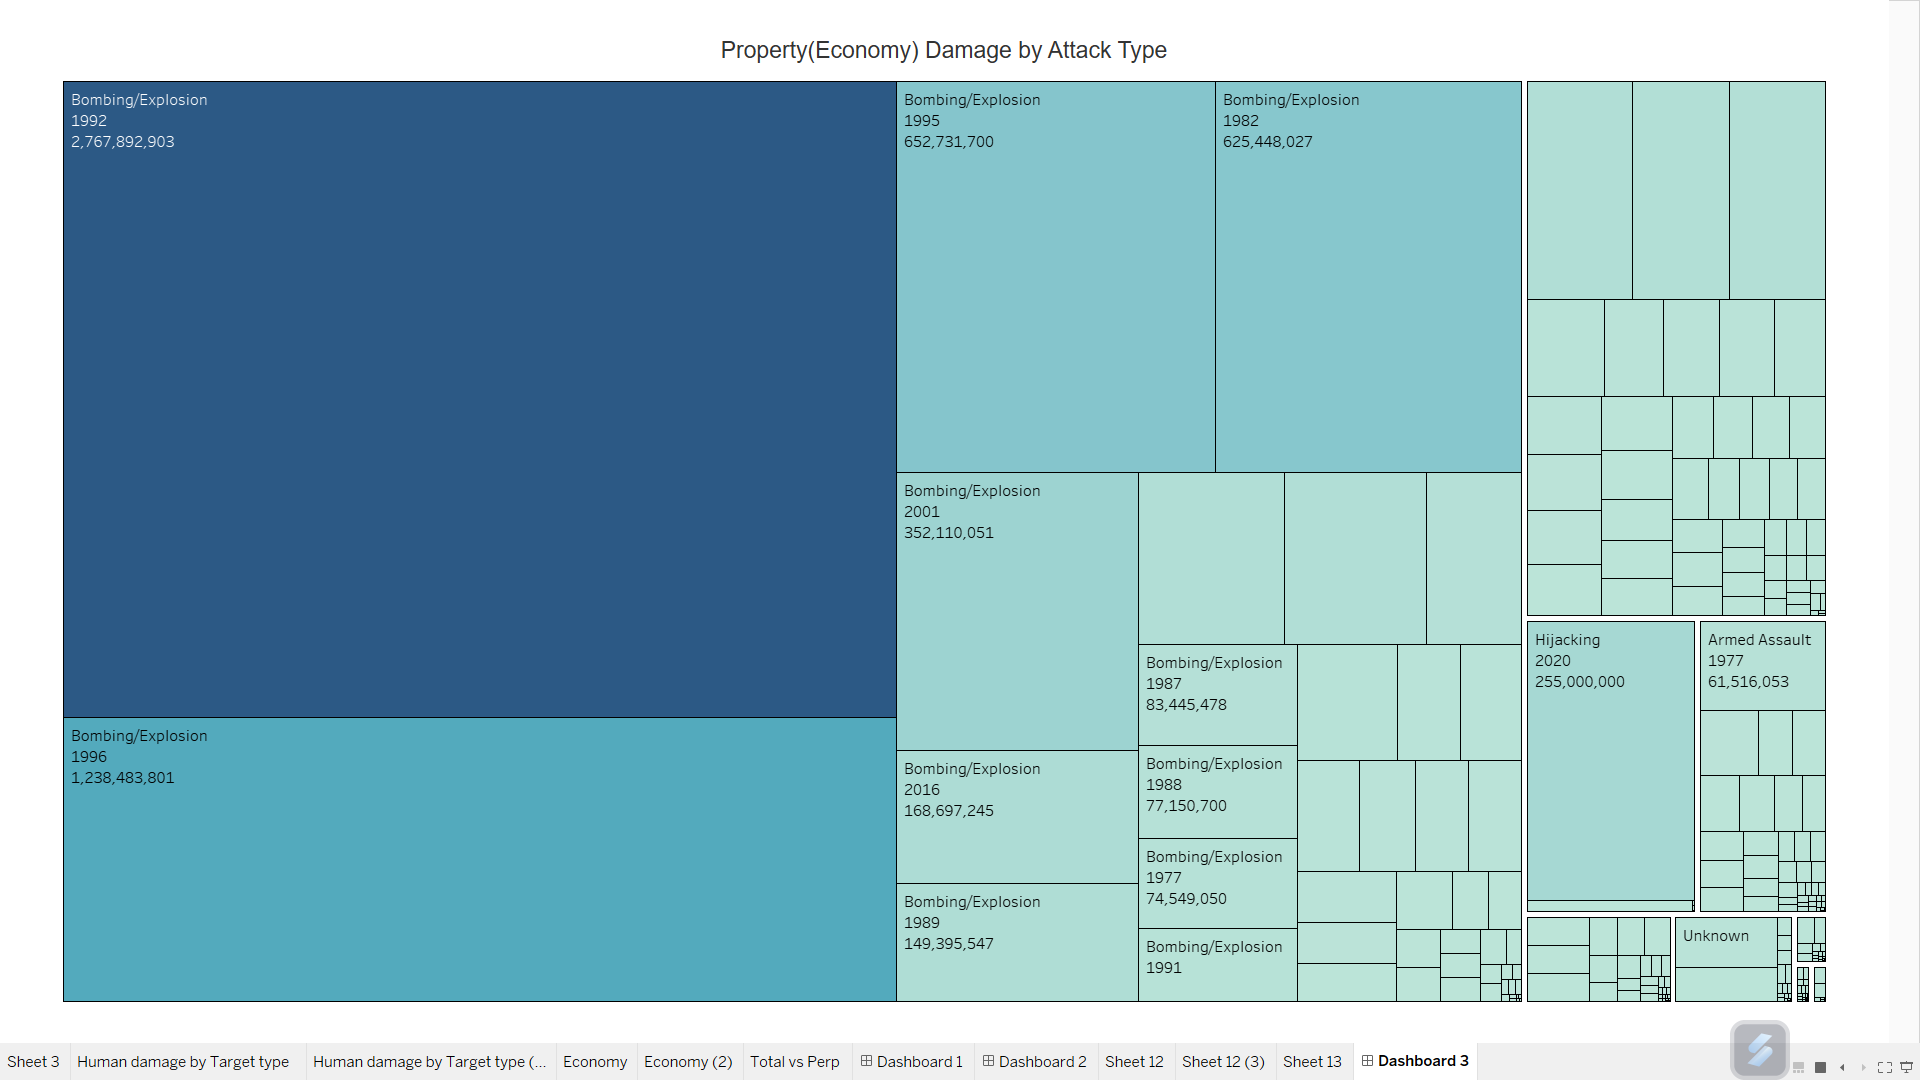 Property(Economy) Damage by Attack Type
Bombing/Explosion
1992
2,767,892,903
Bombing/Explosion
1996
1,238,483,801
Bombing/Explosion
1995
652,731,700
Bombing/Explosion
1982
625,448,027
Bombing/Explosion
2001
352,110,051
Bombing/Explosion
2016
168,697,245
Bombing/Explosion
1989
149,395,547
Bombing/Explosion
1987
83,445,478
Bombing/Explosion
1988
77,150,700
Bombing/Explosion
1977
74,549,050
Bombing/Explosion
1991
Hijacking
2020
255,000,000
Armed Assault
1977
61,516,053
Unknown
Sheet 3
Human damage by Target type
Human damage by Target type (...
Economy
Economy (2)
Total vs Perp
Dashboard 1
Dashboard 2
Sheet 12
Sheet 12 (3)
Sheet 13
Dashboard 3